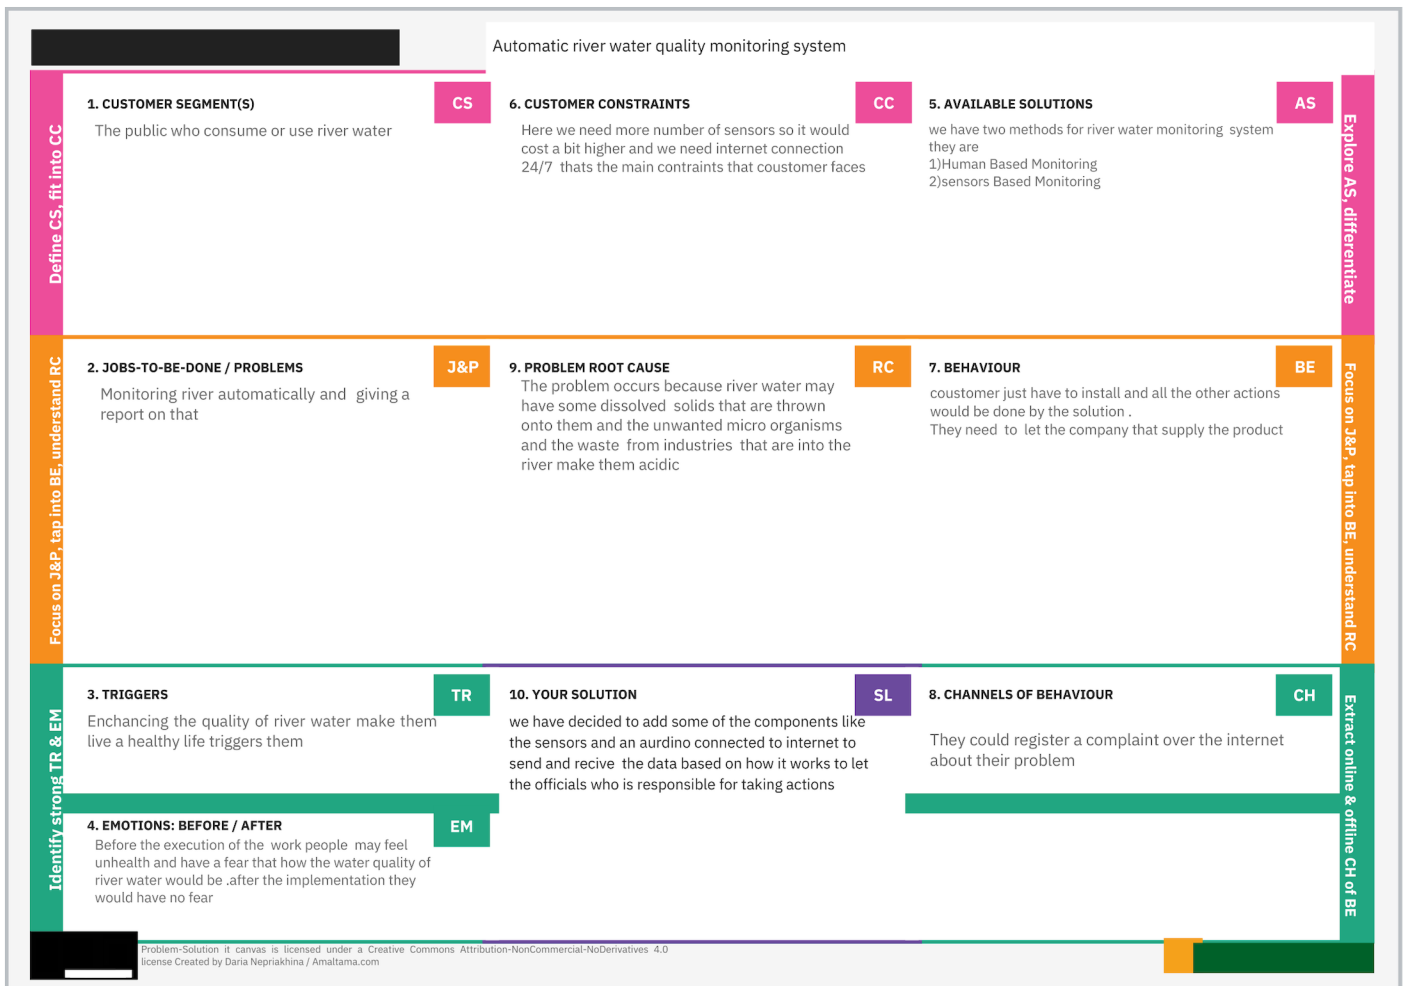 Automatic river water quality monitoring system
Define CS, fit into CC
1. CUSTOMER SEGMENT(S)
CS
The public who consume or use river water
6. CUSTOMER CONSTRAINTS
CC
Here we need more number of sensors so it would
cost a bit higher and we need internet connection
24/7 thats the main contraints that coustomer faces
5. AVAILABLE SOLUTIONS
AS
we have two methods for river water monitoring system
they are
1)Human Based Monitoring
2)sensors Based Monitoring
Explore AS, differentiate
Focus on J&P, tap into BE, understand RC
2. JOBS-TO-BE-DONE / PROBLEMS
J&P
Monitoring river automatically and giving a
report on that
9. PROBLEM ROOT CAUSE
RC
The problem occurs because river water may
have some dissolved solids that are thrown
onto them and the unwanted micro organisms
and the waste from industries that are into the
river make them acidic
7. BEHAVIOUR
BE
coustomer just have to install and all the other actions
would be done by the solution .
They need to let the company that supply the product
Focus on J&P, tap into BE, understand RC
Identify strong TR & EM
3. TRIGGERS
TR
Enchancing the quality of river water make them
live a healthy life triggers them
4. EMOTIONS: BEFORE / AFTER
EM
Before the execution of the work people may feel
unhealth and have a fear that how the water quality of
river water would be .after the implementation they
would have no fear
10. YOUR SOLUTION
SL
we have decided to add some of the components like
the sensors and an aurdino connected to internet to
send and recive the data based on how it works to let
the officials who is responsible for taking actions
8. CHANNELS OF BEHAVIOUR
CH
They could register a complaint over the internet
about their problem
Extract online & offline CH of BE
Problem-Solution it canvas is licensed under a Creative Commons Attribution-NonCommercial-NoDerivatives 4.0
license Created by Daria Nepriakhina / Amaltama.com